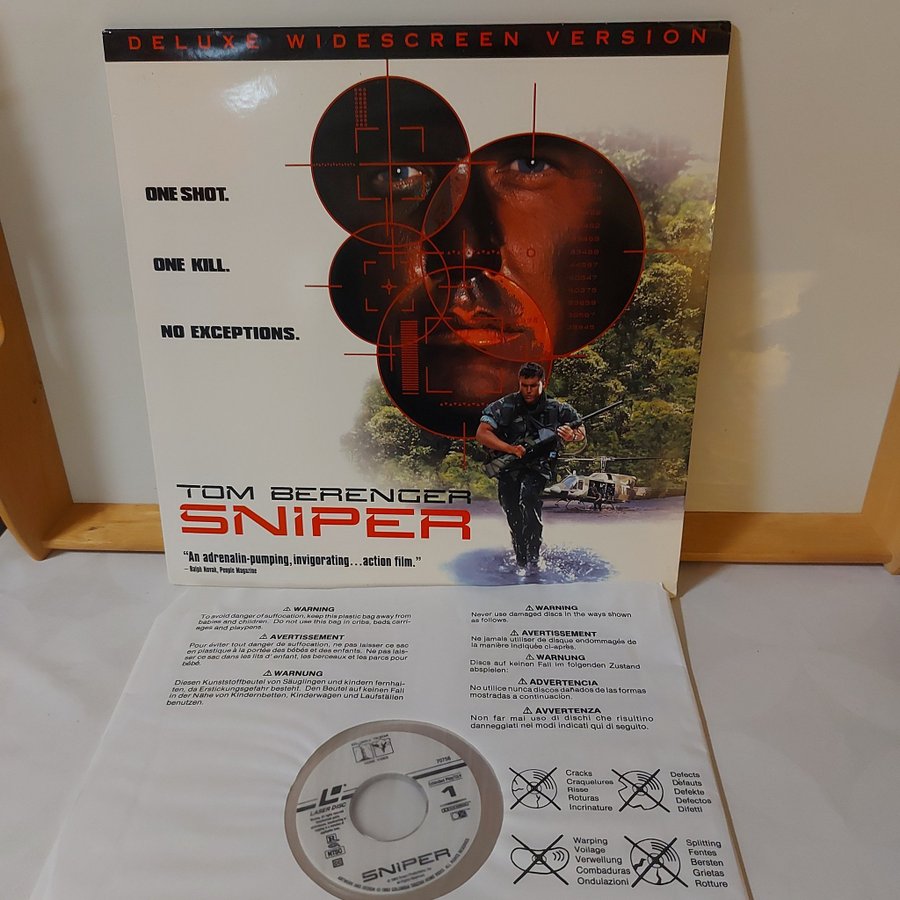 DELUXE WIDESCREEN VERSION
ONE SHOT.
ONE KILL.
NO EXCEPTIONS.
TOM BERENGER
SNIPER
"An adrenalin-pumping, invigorating...action film."
— Ralph Novak, People Magazine
⚠ WARNING
To avoid danger of suffocation, keep this plastic bag away from
babies and children. Do not use this bag in cribs, beds, carri-
ages and playpens.
⚠ AVERTISSEMENT
Pour éviter tout danger de suffocation, ne pas laisser ce sac
en plastique à la portée des bébés et des enfants. Ne pas lais-
ser ce sac dans les lits d' enfant, les berceaux et les parcs pour
bébé.
⚠ WARNUNG
Diesen Kunststoffbeutel von Säuglingen und kindern fernhal-
ten, da Erstickungsgefahr besteht. Den Beutel auf keinen Fall
in der Nähe von Kindernbetten, Kinderwagen und Laufställen
benutzen.
⚠ WARNING
Never use damaged discs in the ways shown
as follows.
⚠ AVERTISSEMENT
Ne jamais utiliser de disque endommagés de
la manière indiquée ci-après.
⚠ WARNUNG
Discs auf keinen Fall im folgenden Zustand
abspielen:
⚠ ADVERTENCIA
No utilice nunca discos dañados de las formas
mostradas a continuación.
⚠ AVVERTENZA
Non far mai uso di dischi che risultino
danneggiati nei modi indicati qui di seguito.
Cracks
Craquelures
Risse
Roturas
Incrinature
Defects
Défauts
Defekte
Defectos
Difetti
Warping
Voilage
Verwellung
Combaduras
Ondulazioni
Splitting
Fentes
Bersten
Grietas
Rotture
70756
Extended Play/CLV
LASER DISC
1
NTSC
SNIPER